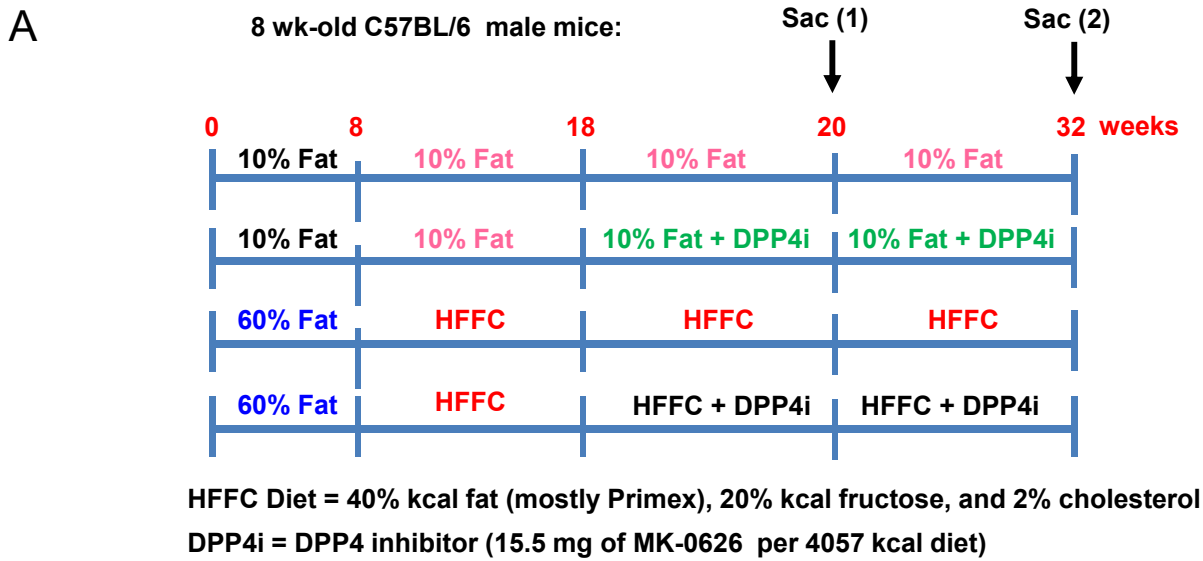 A
8 wk-old C57BL/6 male mice:
Sac (1)
Sac (2)
0 8 18 20 32 weeks
10% Fat 10% Fat 10% Fat 10% Fat
10% Fat 10% Fat 10% Fat + DPP4i 10% Fat + DPP4i
60% Fat HFFC HFFC HFFC
60% Fat HFFC HFFC + DPP4i HFFC + DPP4i
HFFC Diet = 40% kcal fat (mostly Primex), 20% kcal fructose, and 2% cholesterol
DPP4i = DPP4 inhibitor (15.5 mg of MK-0626 per 4057 kcal diet)